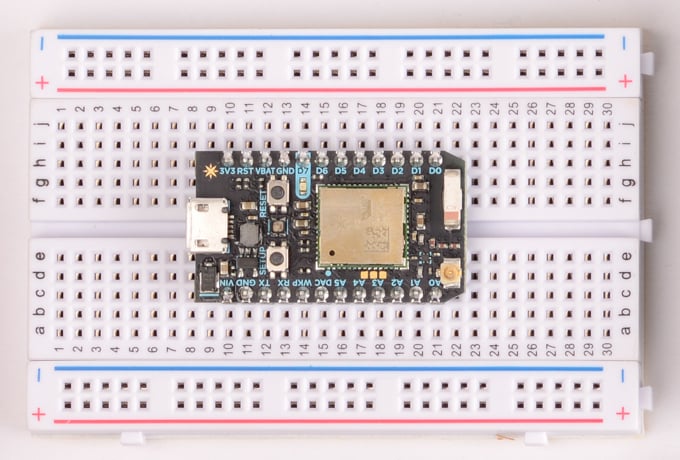 − −
+ +
1 2 3 4 5 6 7 8 9 10 11 12 13 14 15 16 17 18 19 20 21 22 23 24 25 26 27 28 29 30
j j
i i
h h
g g
f f
3V3 RST VBAT GND D7 D6 D5 D4 D3 D2 D1 D0
RESET
SETUP
VIN GND TX RX WKP DAC A5 A4 A3 A2 A1 A0
e e
d d
c c
b b
a a
1 2 3 4 5 6 7 8 9 10 11 12 13 14 15 16 17 18 19 20 21 22 23 24 25 26 27 28 29 30
− −
+ +